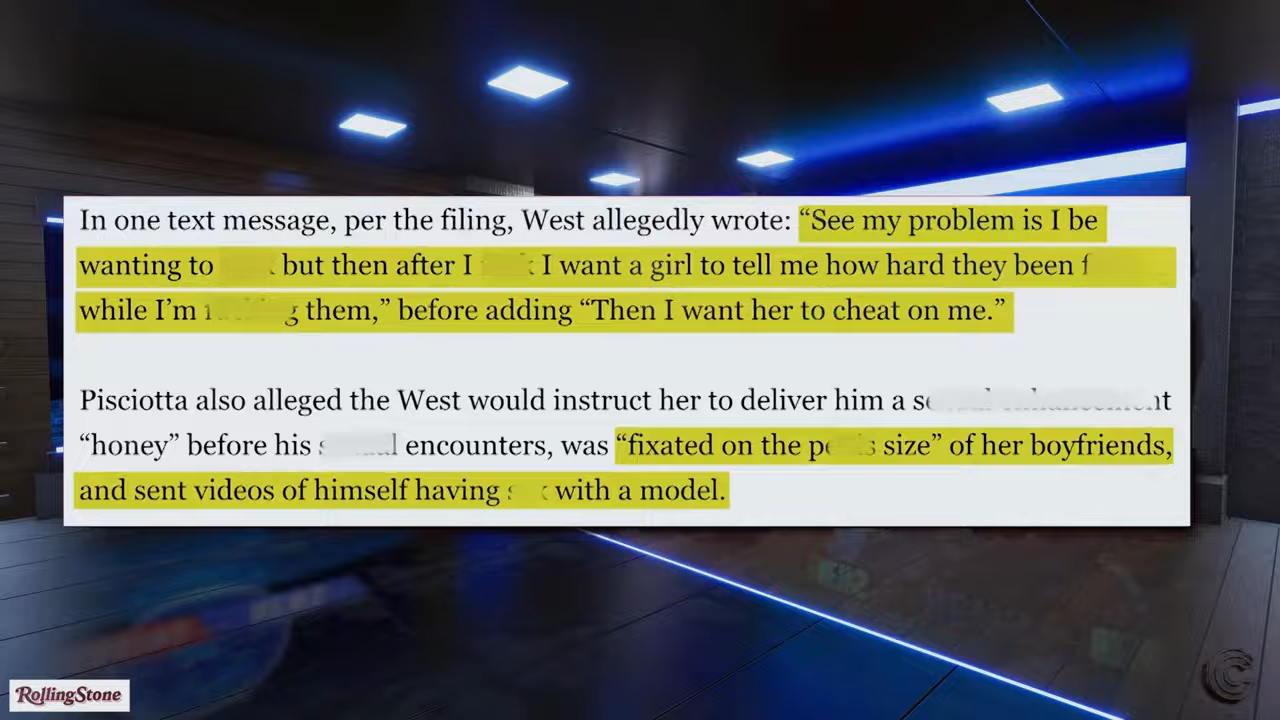 In one text message, per the filing, West allegedly wrote: “See my problem is I be
wanting to but then after I I want a girl to tell me how hard they been
while I’m them,” before adding “Then I want her to cheat on me.”
Pisciotta also alleged the West would instruct her to deliver him a
“honey” before his encounters, was “fixated on the size” of her boyfriends,
and sent videos of himself having with a model.
RollingStone